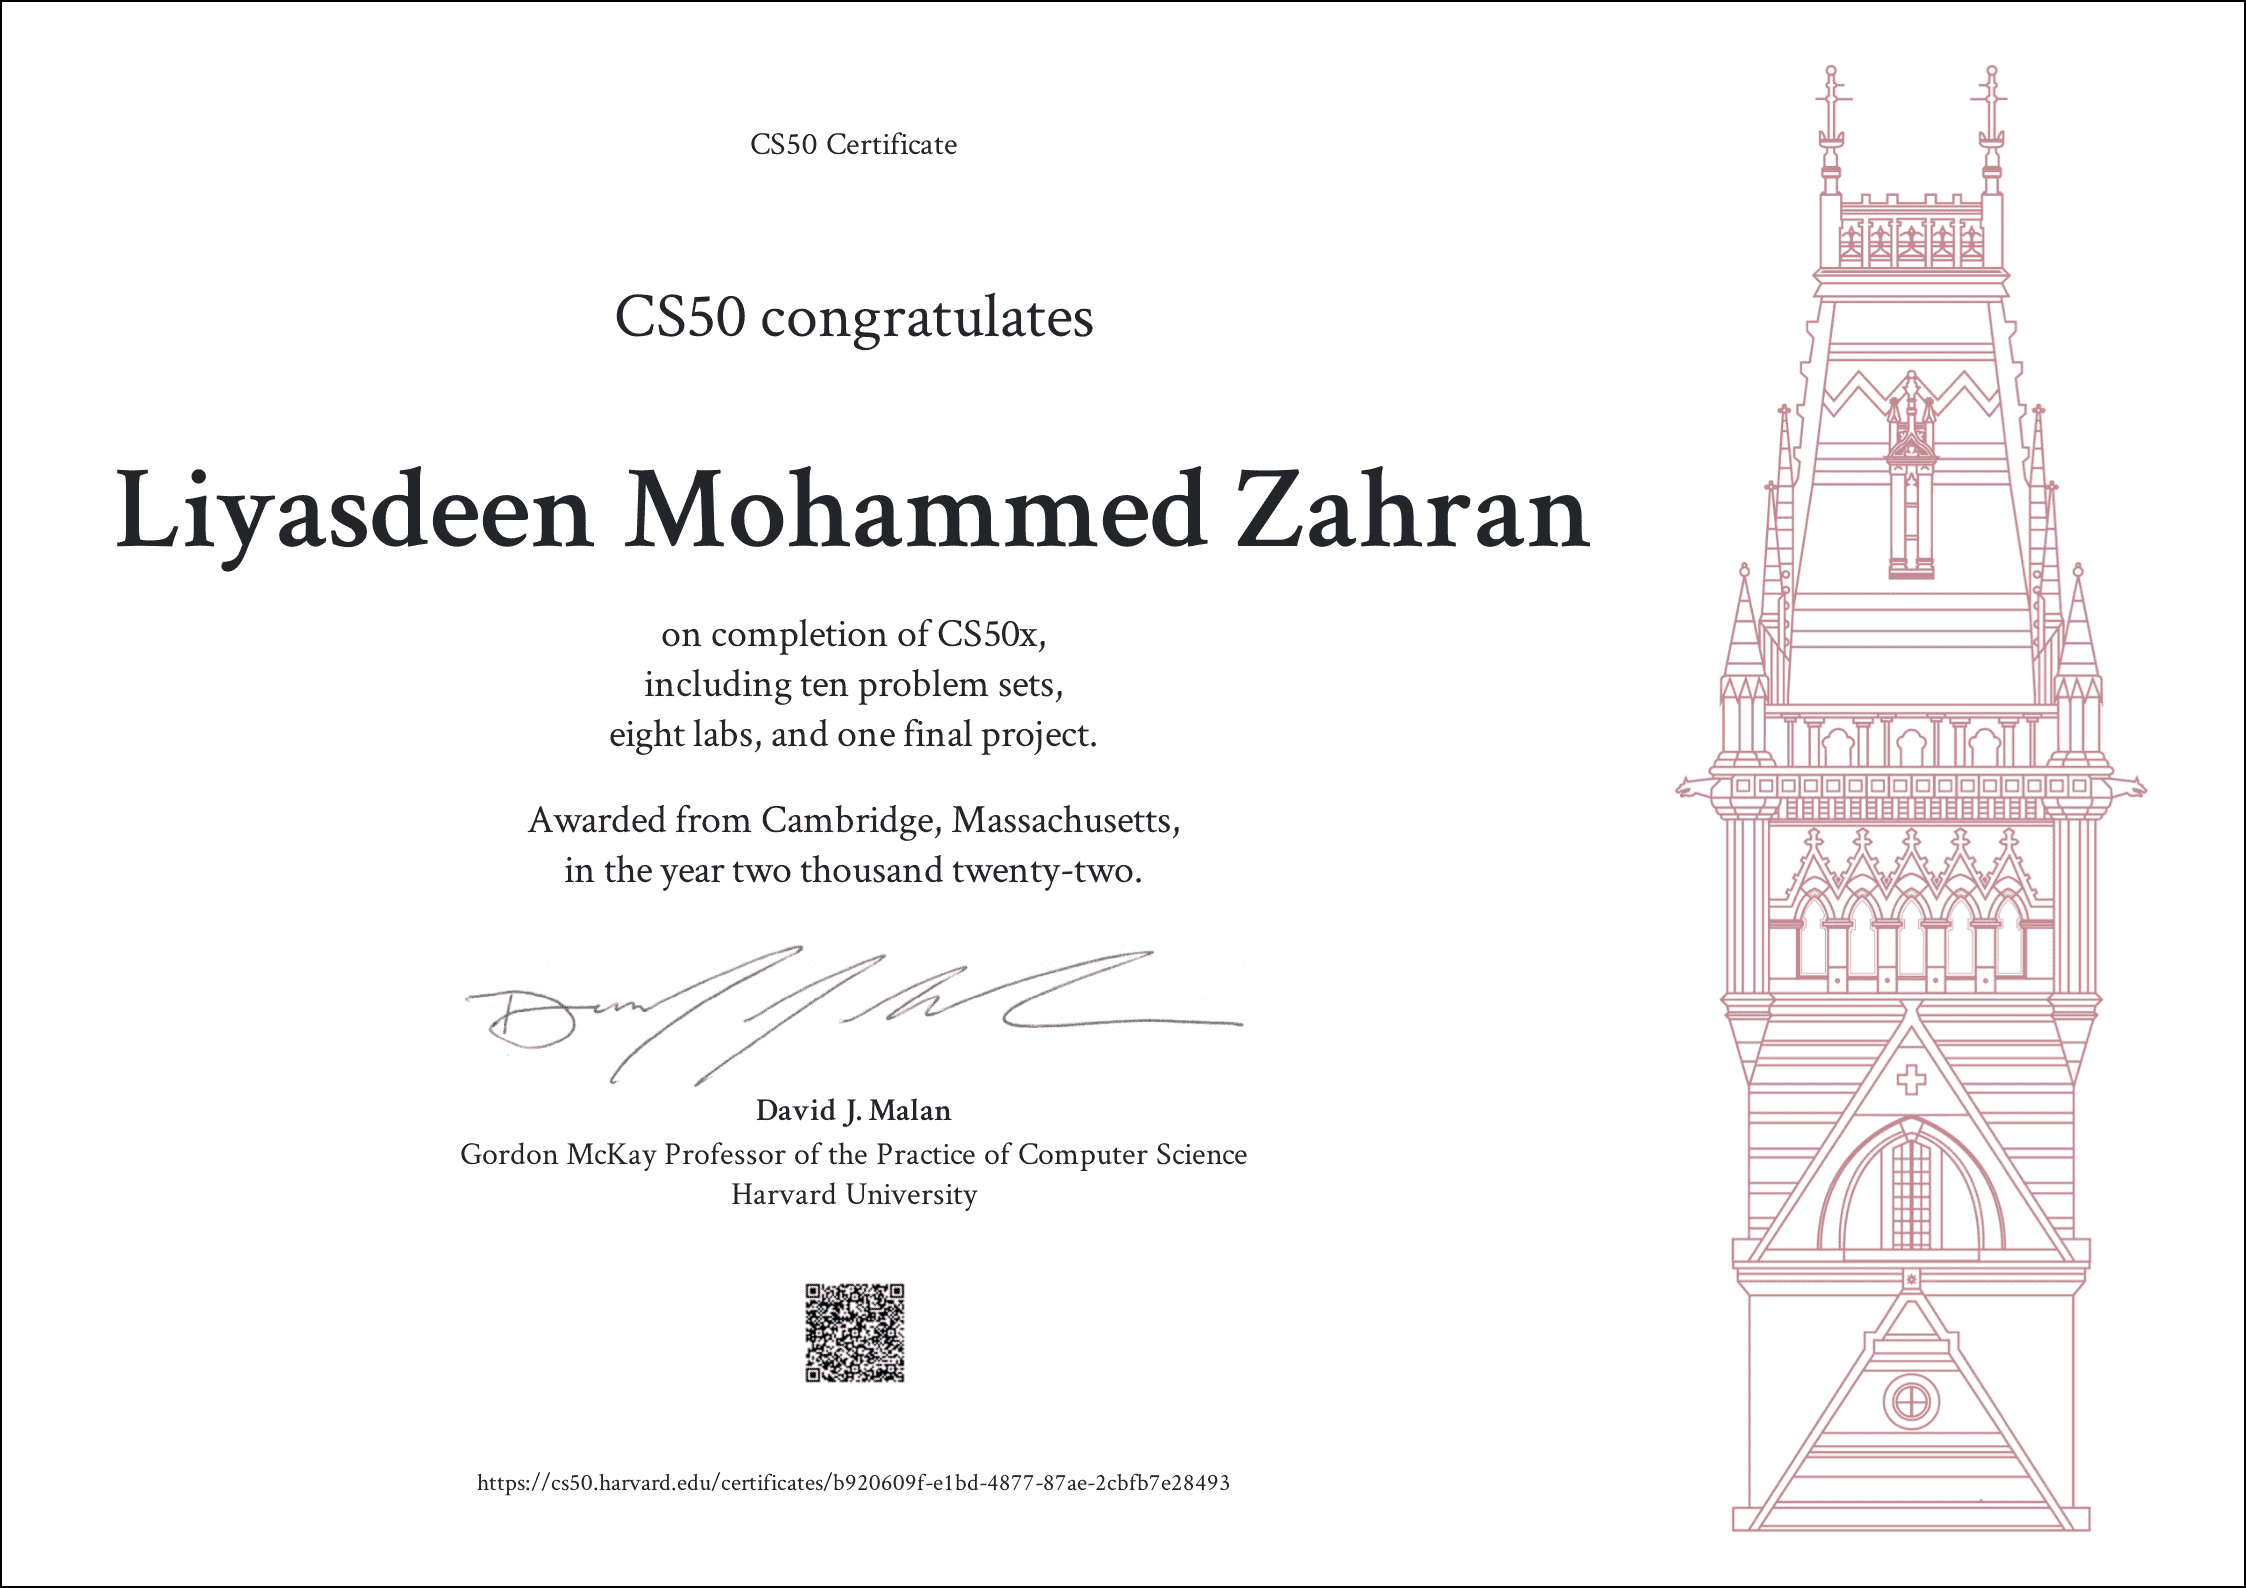 CS50 Certificate
CS50 congratulates
Liyasdeen Mohammed Zahran
on completion of CS50x,
including ten problem sets,
eight labs, and one final project.
Awarded from Cambridge, Massachusetts,
in the year two thousand twenty-two.
David J. Malan
Gordon McKay Professor of the Practice of Computer Science
Harvard University
https://cs50.harvard.edu/certificates/b920609f-e1bd-4877-87ae-2cbfb7e28493